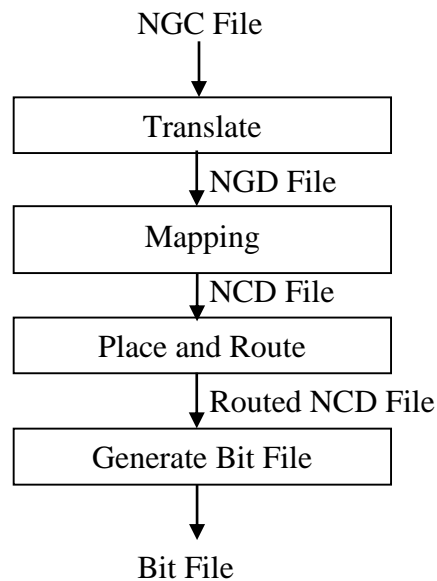 NGC File
Translate
NGD File
Mapping
NCD File
Place and Route
Routed NCD File
Generate Bit File
Bit File